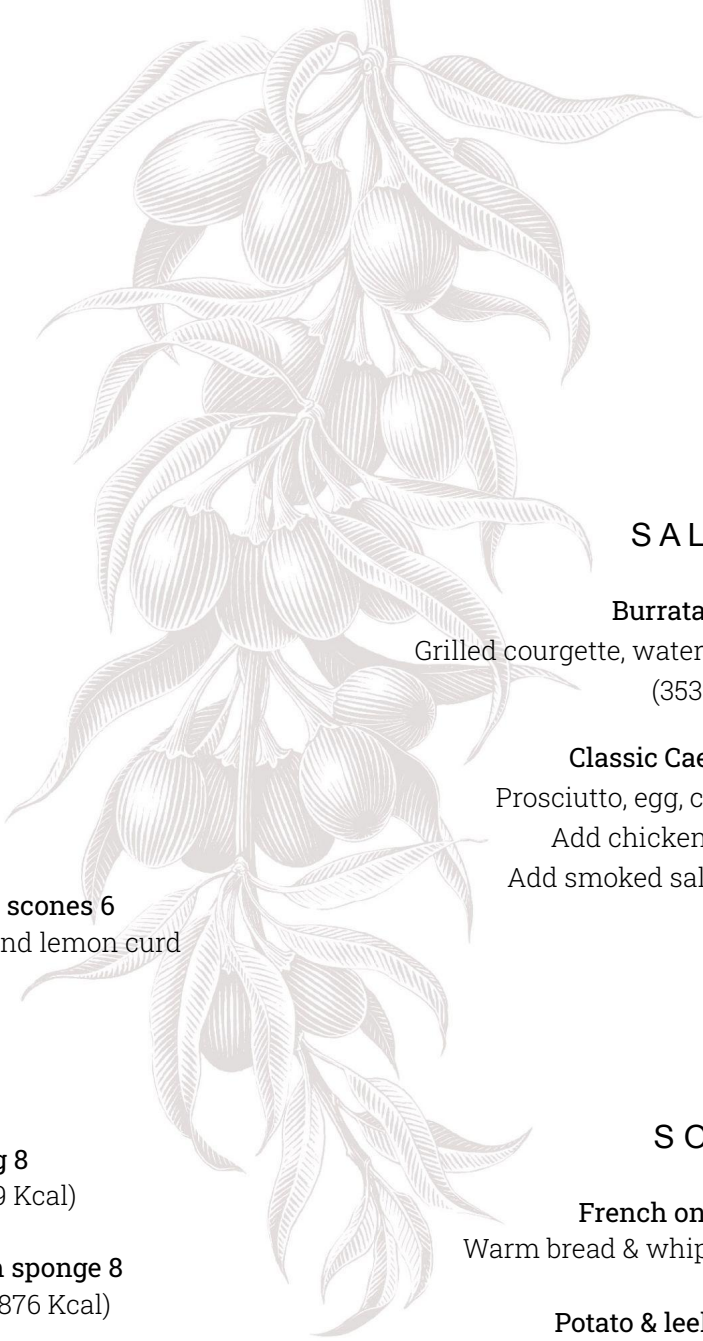 scones 6
nd lemon curd
g 8
9 Kcal)
n sponge 8
876 Kcal)
SAL
Burrata
Grilled courgette, water
(353
Classic Cae
Prosciutto, egg, c
Add chicken
Add smoked sal
SO
French on
Warm bread & whip
Potato & leel